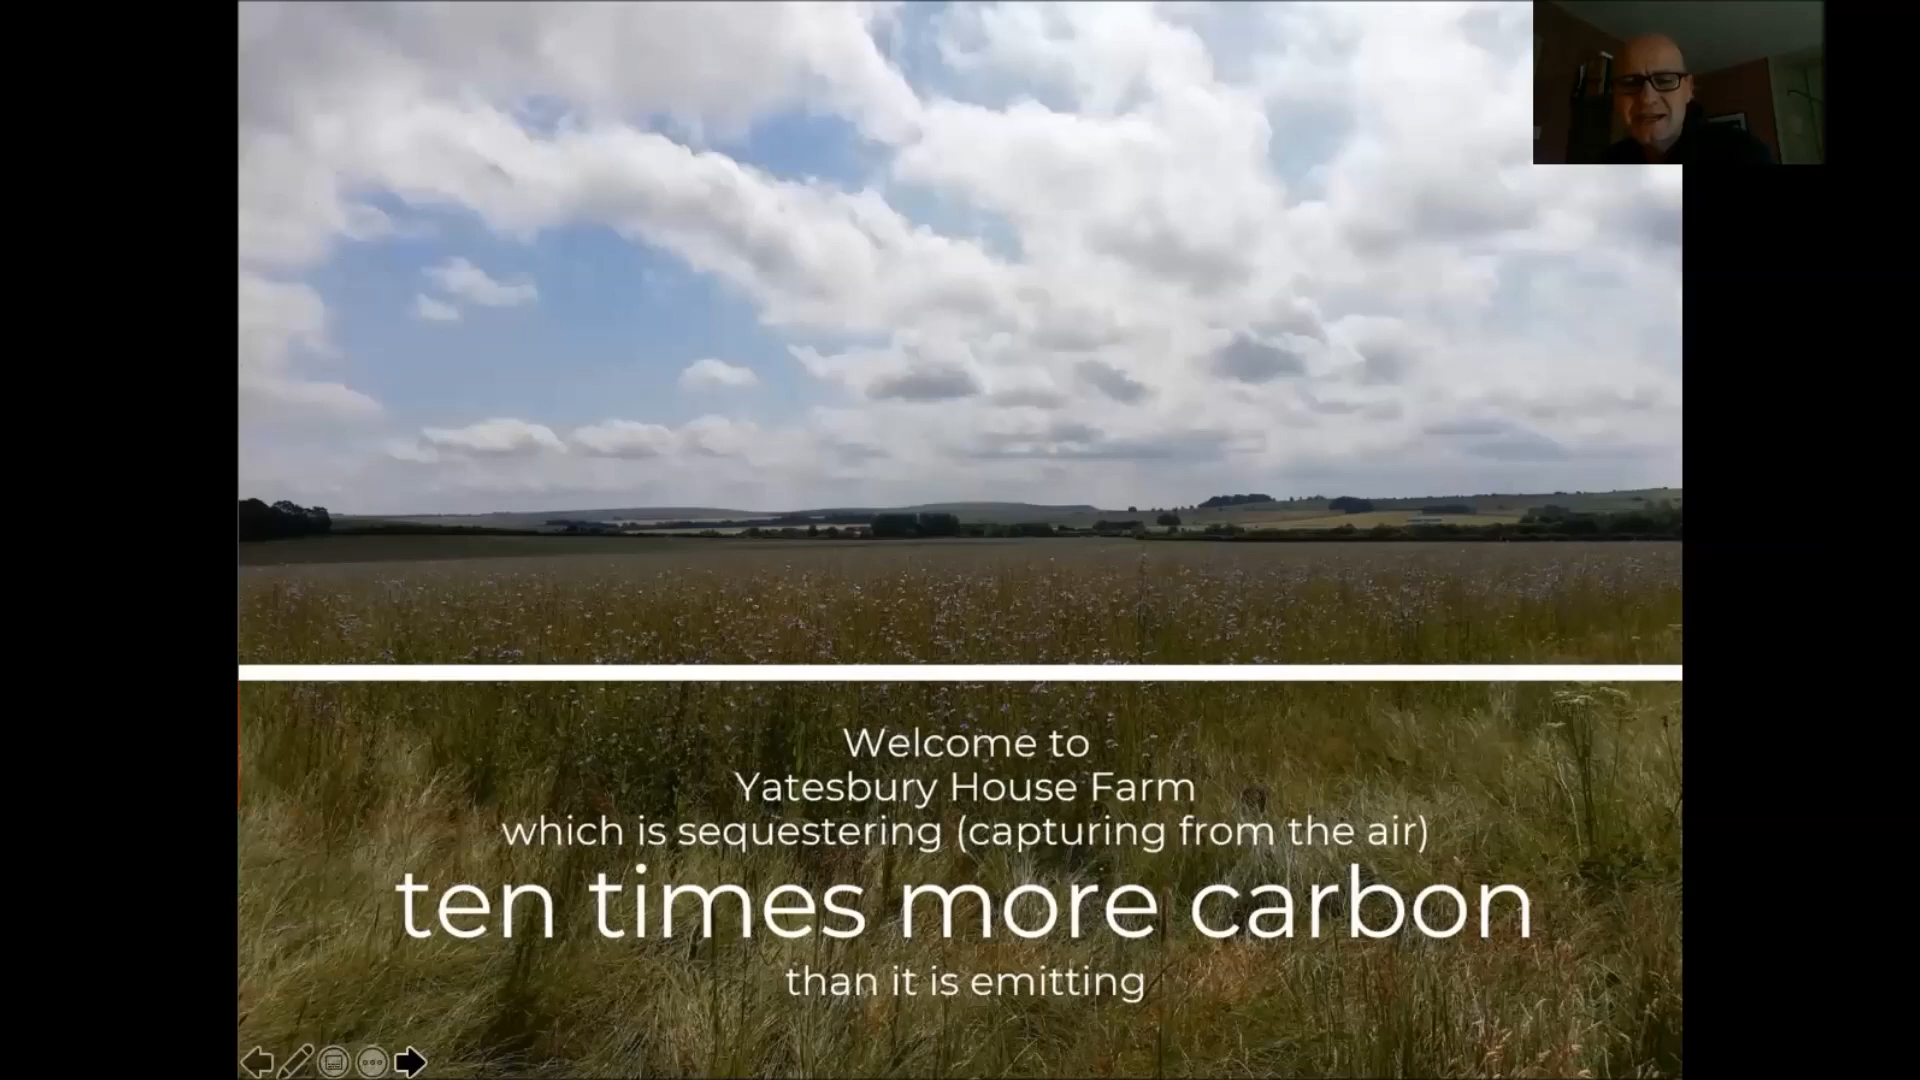 Welcome to
Yatesbury House Farm
which is sequestering (capturing from the air)
ten times more carbon
than it is emitting